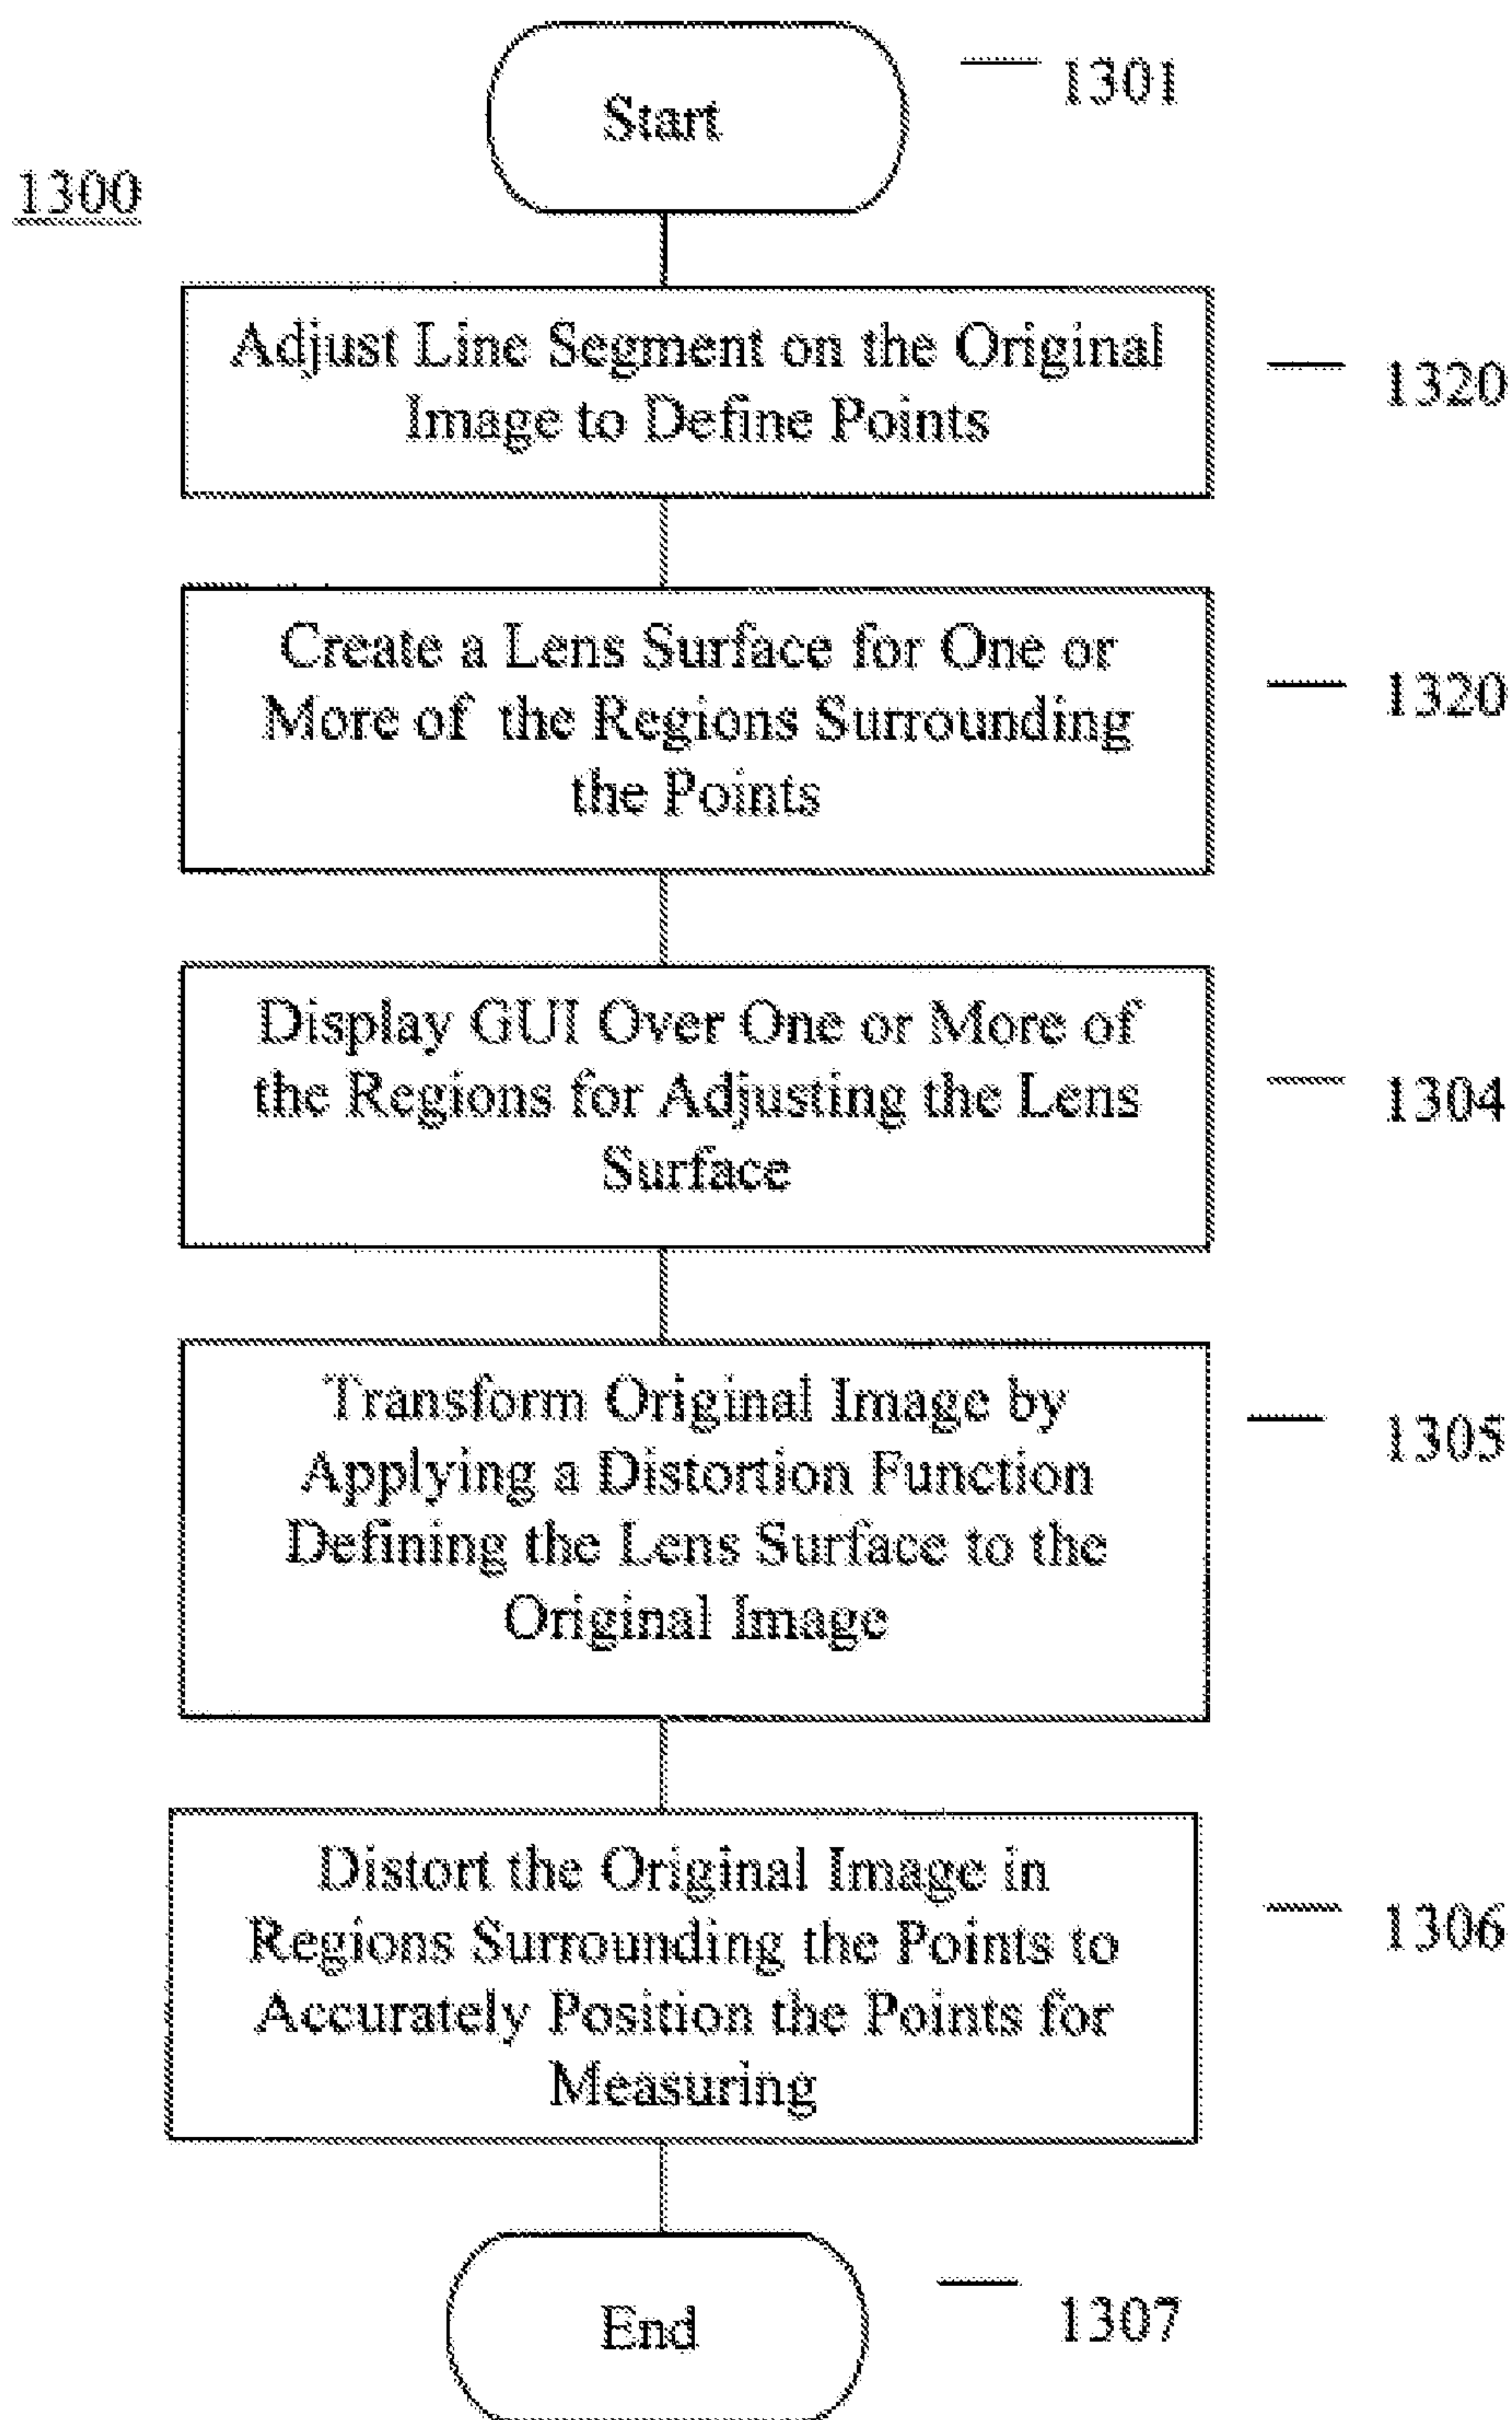 Start
1301
1300
Adjust Line Segment on the Original
Image to Define Points
1320
Create a Lens Surface for One or
More of the Regions Surrounding
the Points
1320
Display GUI Over One or More of
the Regions for Adjusting the Lens
Surface
1304
Transform Original Image by
Applying a Distortion Function
Defining the Lens Surface to the
Original Image
1305
Distort the Original Image in
Regions Surrounding the Points to
Accurately Position the Points for
Measuring
1306
End
1307